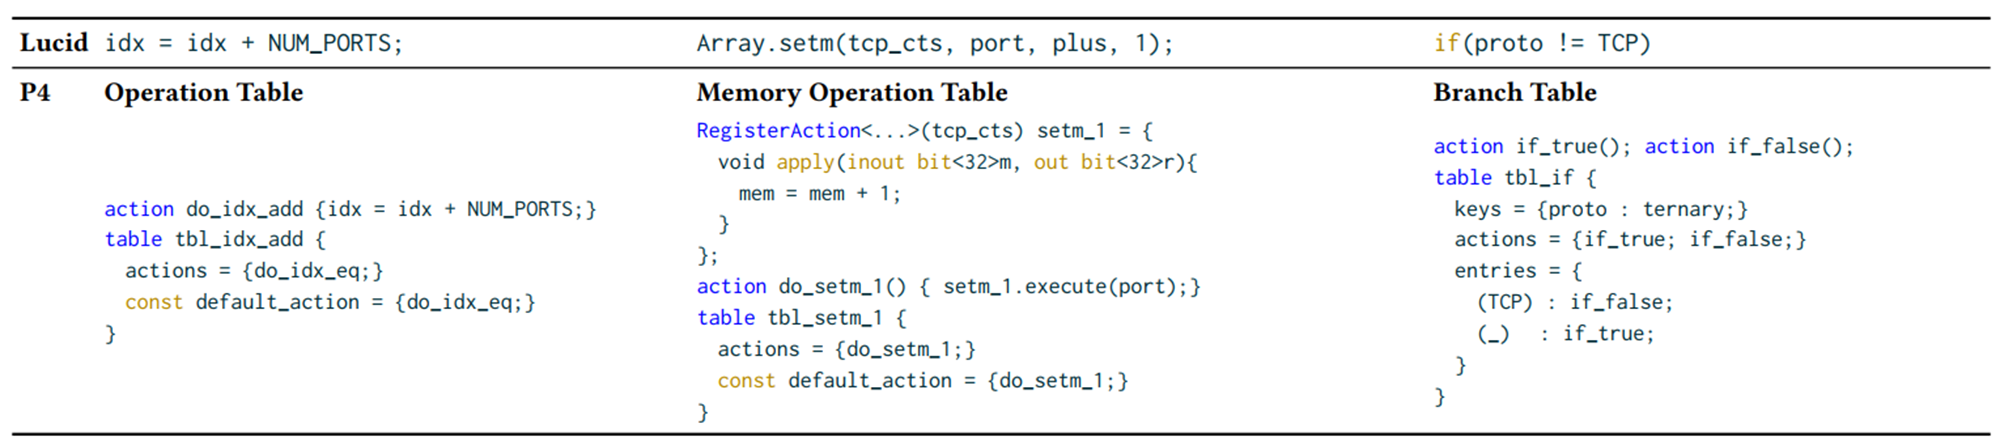 Lucid idx = idx + NUM_PORTS; Array.setm(tcp_cts, port, plus, 1); if(proto != TCP)
P4 Operation Table Memory Operation Table Branch Table
action do_idx_add {idx = idx + NUM_PORTS;}
table tbl_idx_add {
actions = {do_idx_eq;}
const default_action = {do_idx_eq;}
}
RegisterAction<...>(tcp_cts) setm_1 = {
void apply(inout bit<32>m, out bit<32>r){
mem = mem + 1;
}
};
action do_setm_1() { setm_1.execute(port);}
table tbl_setm_1 {
actions = {do_setm_1;}
const default_action = {do_setm_1;}
}
action if_true(); action if_false();
table tbl_if {
keys = {proto : ternary;}
actions = {if_true; if_false;}
entries = {
(TCP) : if_false;
(_) : if_true;
}
}